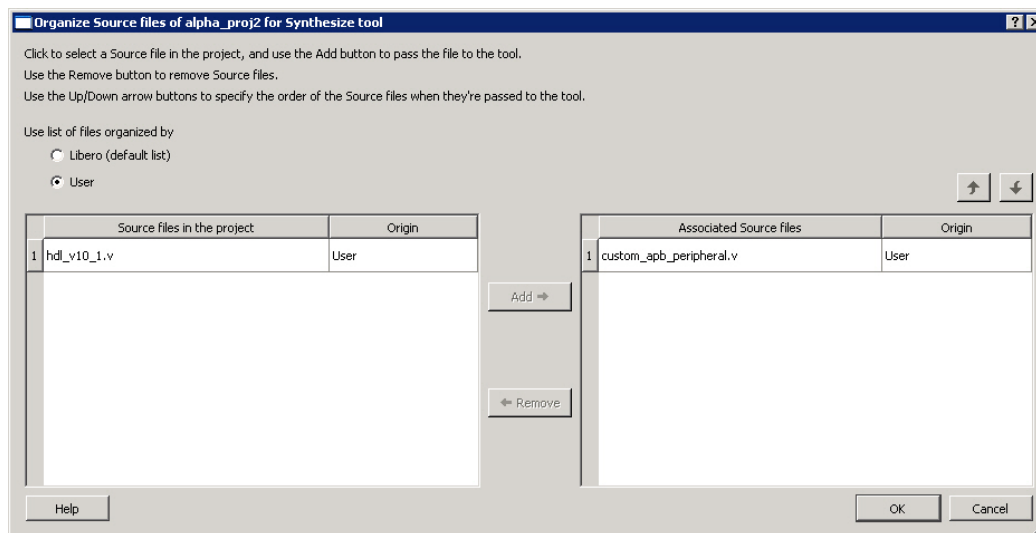 Organize Source files of alpha_proj2 for Synthesize tool
Click to select a Source file in the project, and use the Add button to pass the file to the tool.
Use the Remove button to remove Source files.
Use the Up/Down arrow buttons to specify the order of the Source files when they're passed to the tool.
Use list of files organized by
Libero (default list)
User
Source files in the project Origin
1 hdl_v10_1.v User
Add
Remove
Associated Source files Origin
1 custom_apb_peripheral.v User
Help
OK Cancel